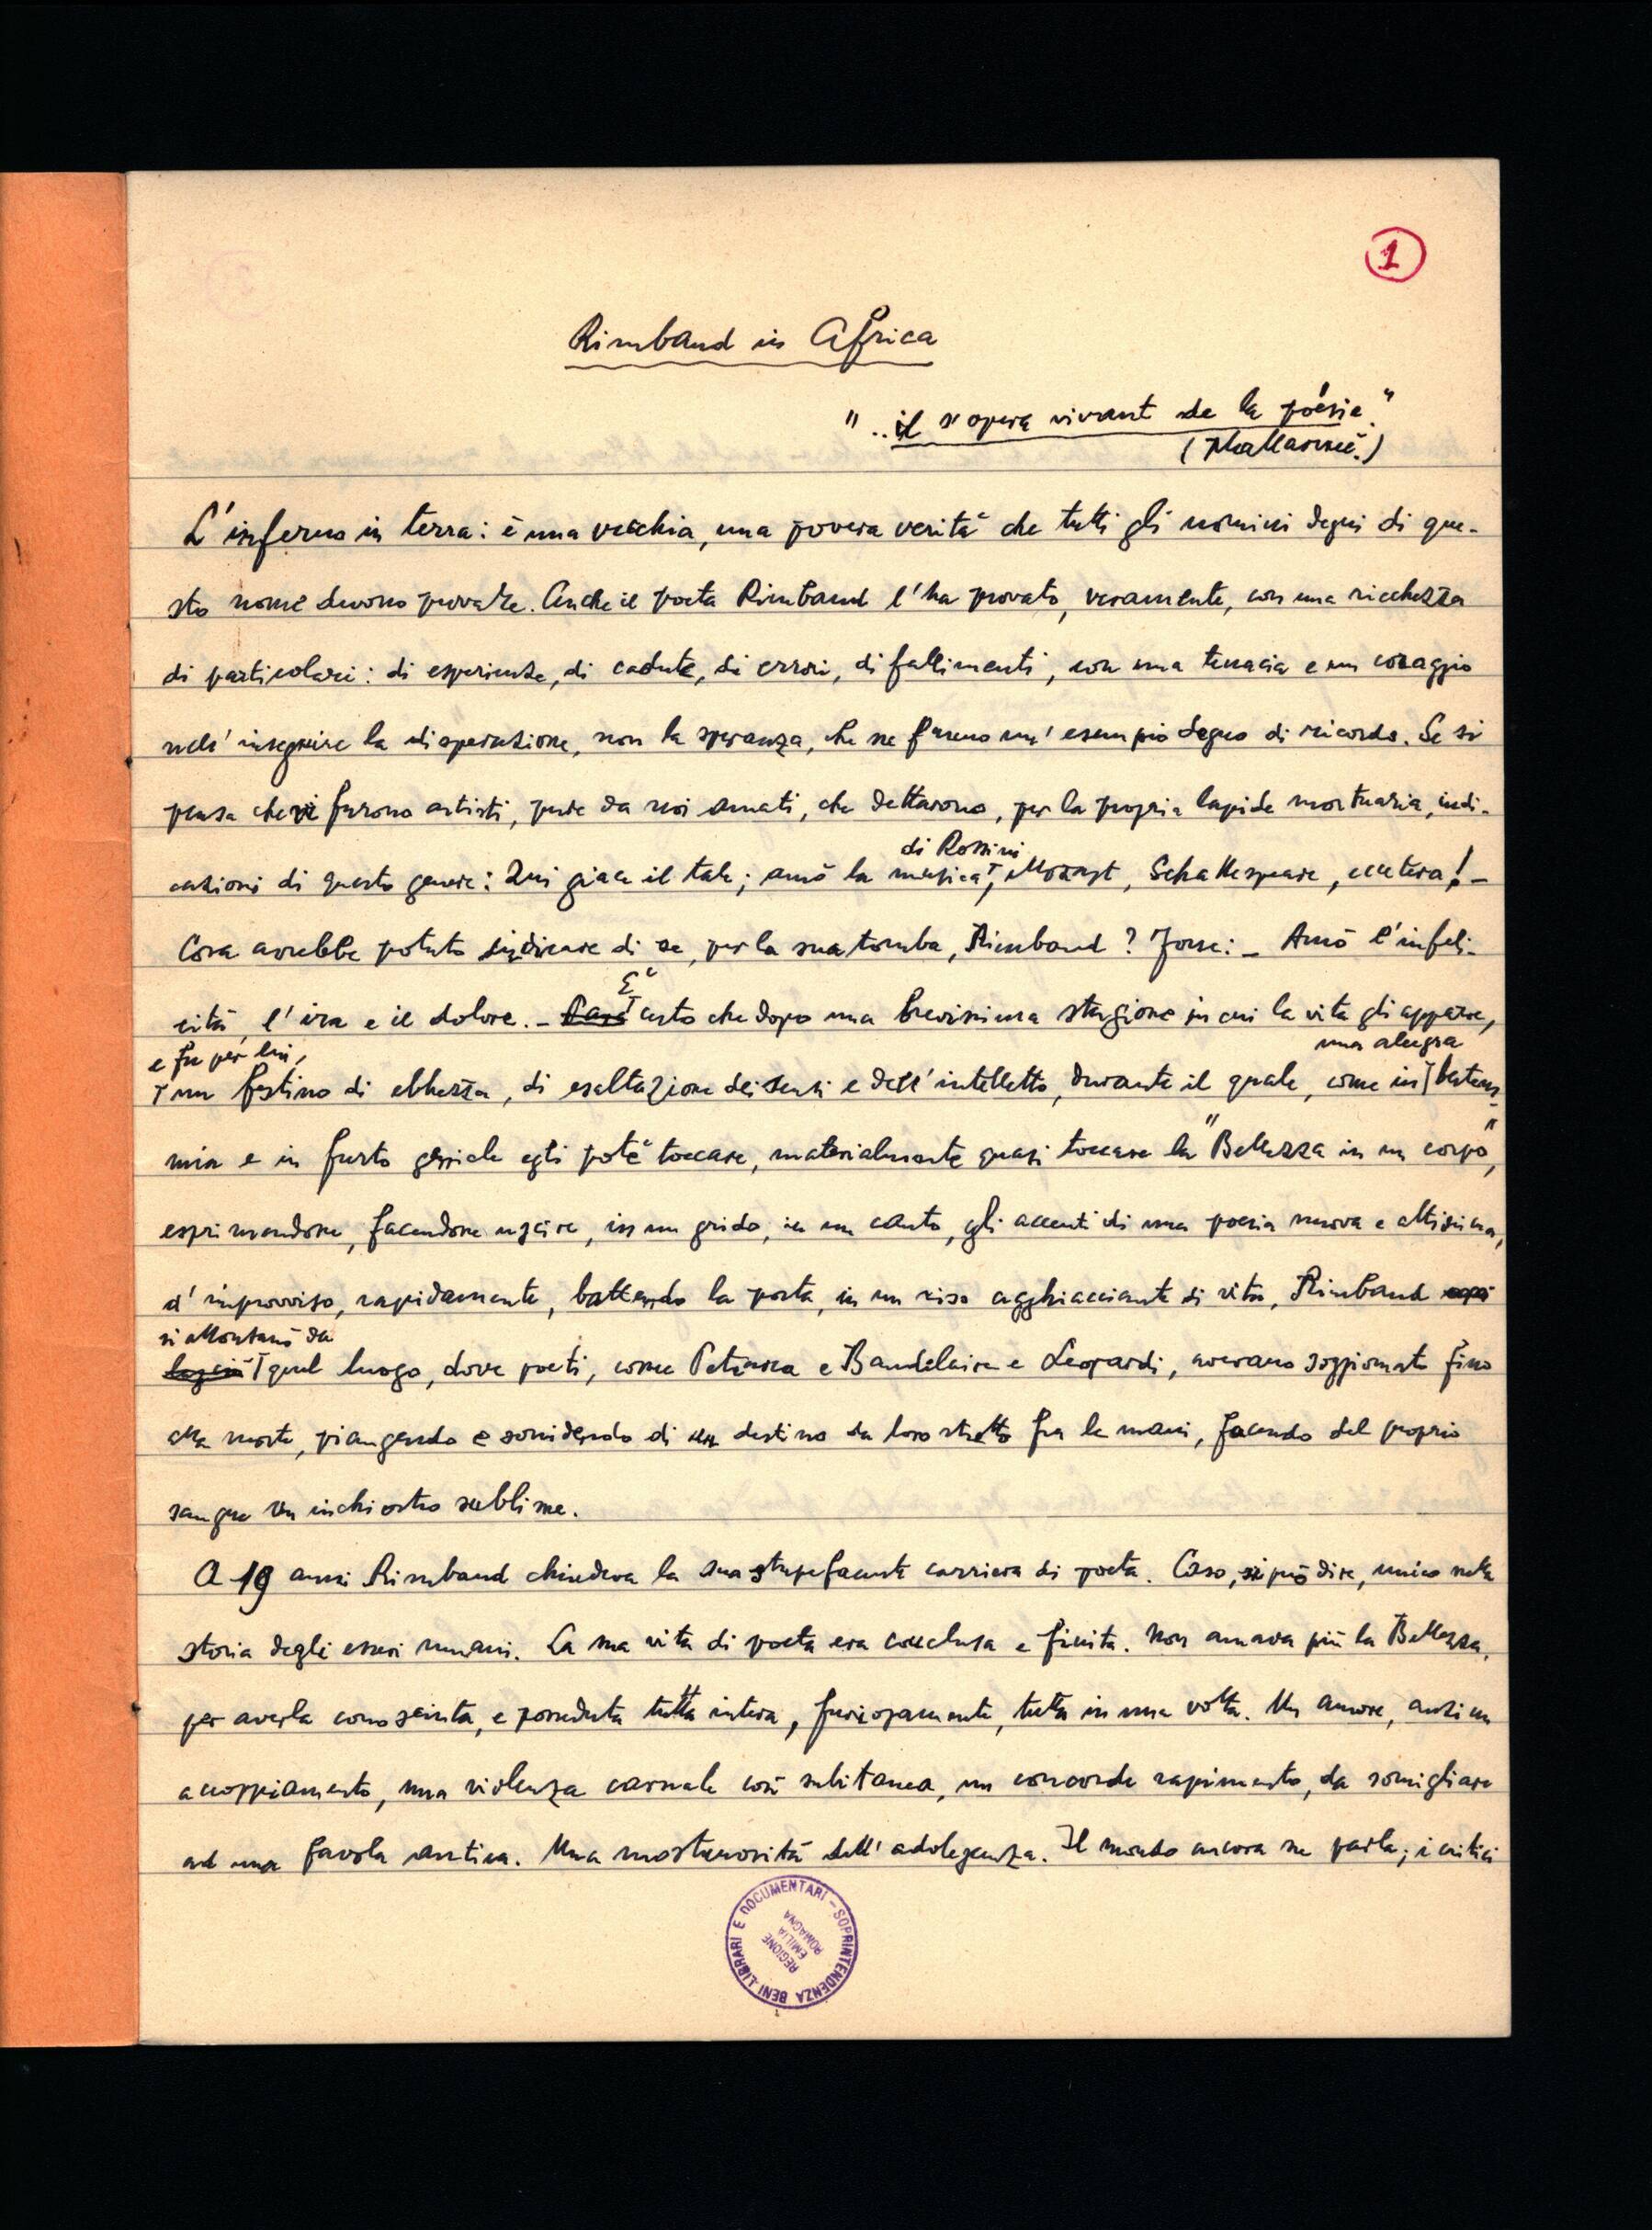 1
Rimbaud in Africa
"..il s'opera vivant de la poésie."
(Mallarmé.)
L'inferno in terra: è una vecchia, una povera verità che tutti gli uomini degni di que-
sto nome devono provare. Anche il poeta Rimbaud l'ha provato, veramente, con una ricchezza
di particolari: di esperienze, di cadute, di errori, di fallimenti, con una tenacia e un coraggio
nell'inseguire la disperazione, non la speranza, che ne fanno un'esempio degno di ricordo. Se si
pensa che vi furono artisti, pure da noi amati, che dettarono, per la propria lapide mortuaria, indi-
di Rossini
cazioni di questo genere: Qui giace il tale; amò la musica, Mozart, Schakespeare, eccetera! -
Cosa avrebbe potuto indicare di se, per la sua tomba, Rimbaud? Forse: - Amò l'infeli-
È
cità, l'ira e il dolore. - certo che dopo una brevissima stagione in cui la vita gli apparve,
e fu per lui, una allegra
un festino di ebbrezza, di esaltazione dei sensi e dell'intelletto, durante il quale, come in bestem-
mia e in furto geniale egli poté toccare, materialmente quasi toccare la "Bellezza in un corpo",
esprimendone, facendone uscire, in un grido, in un canto, gli accenti di una poesia nuova e altissima,
d'improvviso, rapidamente, battendo la porta, in un riso agghiacciante di vita, Rimbaud
si allontanò da
lasciò quel luogo, dove poeti, come Petrarca e Baudelaire e Leopardi, avevano soggiornato fino
alla morte, piangendo e sorridendo di un destino da loro stretto fra le mani, facendo del proprio
sangue un inchiostro sublime.
A 19 anni Rimbaud chiudeva la sua stupefacente carriera di poeta. Caso, si può dire, unico nella
storia degli esseri umani. La sua vita di poeta era conclusa e finita. Non amava più la Bellezza,
per averla conosciuta, e posseduta tutta intera, furiosamente, tutta in una volta. Un amore, anzi un
accoppiamento, una violenza carnale così subitanea, un concorde rapimento, da somigliare
ad una favola antica. Una mostruosità dell'adolescenza. Il mondo ancora ne parla; i critici
SOPRINTENDENZA BENI LIBRARI E DOCUMENTARI -
REGIONE
EMILIA
ROMAGNA